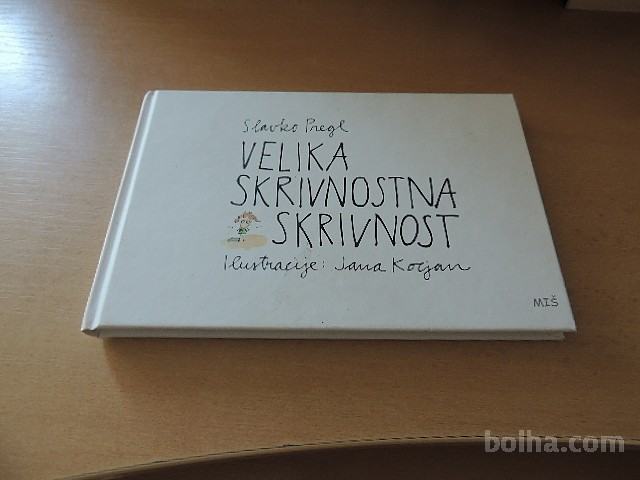 Slavko Pregl
VELIKA
SKRIVNOSTNA
SKRIVNOST
Ilustracije: Jana Kocjan
MIŠ
bolha.com